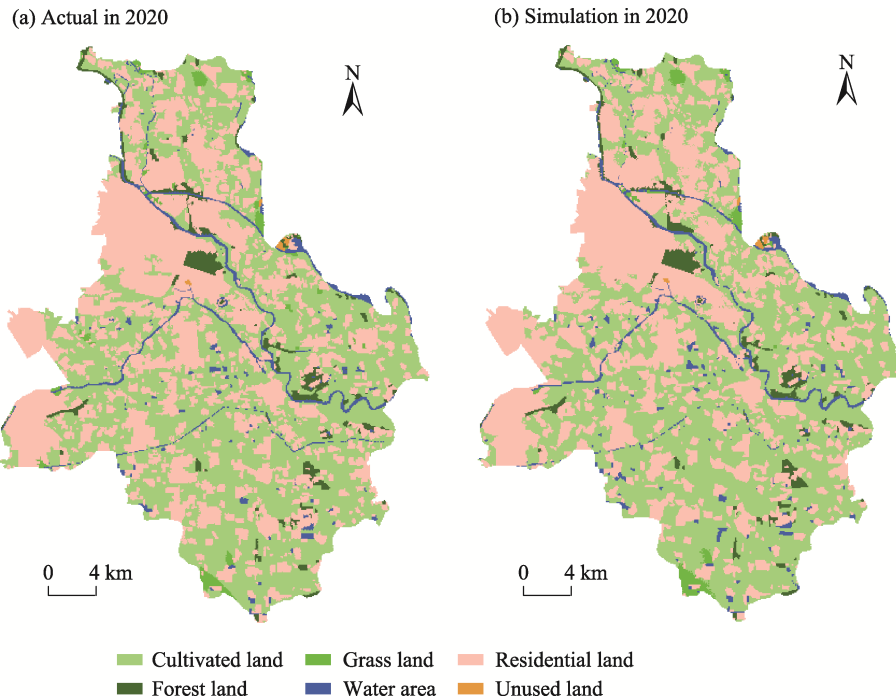 (a) Actual in 2020
(b) Simulation in 2020
N
N
0 4 km
0 4 km
Cultivated land Grass land Residential land
Forest land Water area Unused land